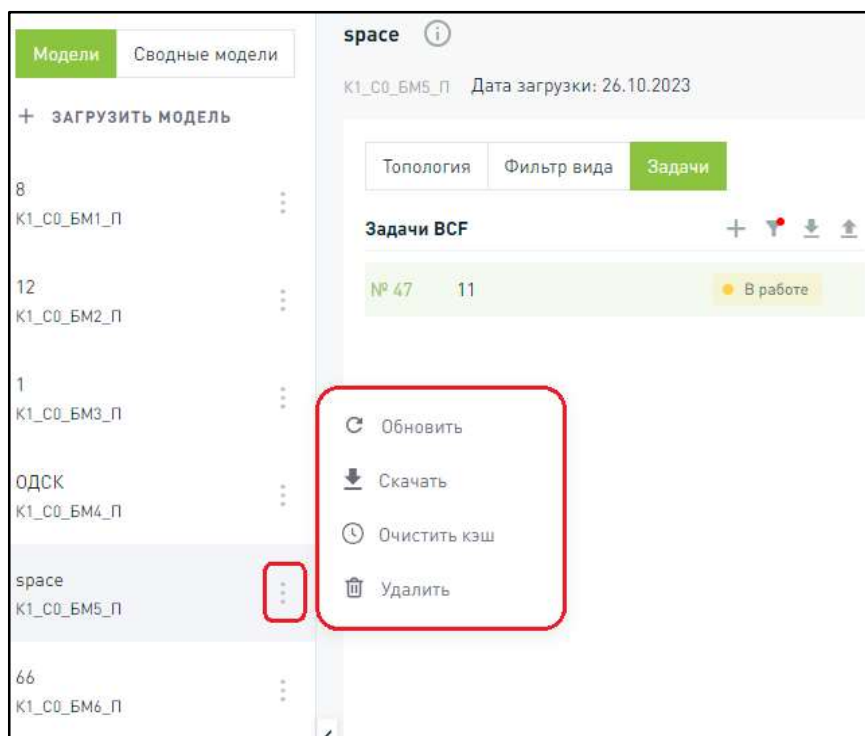 Модели
Сводные модели
+ ЗАГРУЗИТЬ МОДЕЛЬ
8
К1_С0_БМ1_П
12
К1_С0_БМ2_П
1
К1_С0_БМ3_П
ОДСК
К1_С0_БМ4_П
space
К1_С0_БМ5_П
66
К1_С0_БМ6_П
space
К1_С0_БМ5_П Дата загрузки: 26.10.2023
Топология Фильтр вида Задачи
Задачи BCF
№ 47 11 В работе
Обновить
Скачать
Очистить кэш
Удалить